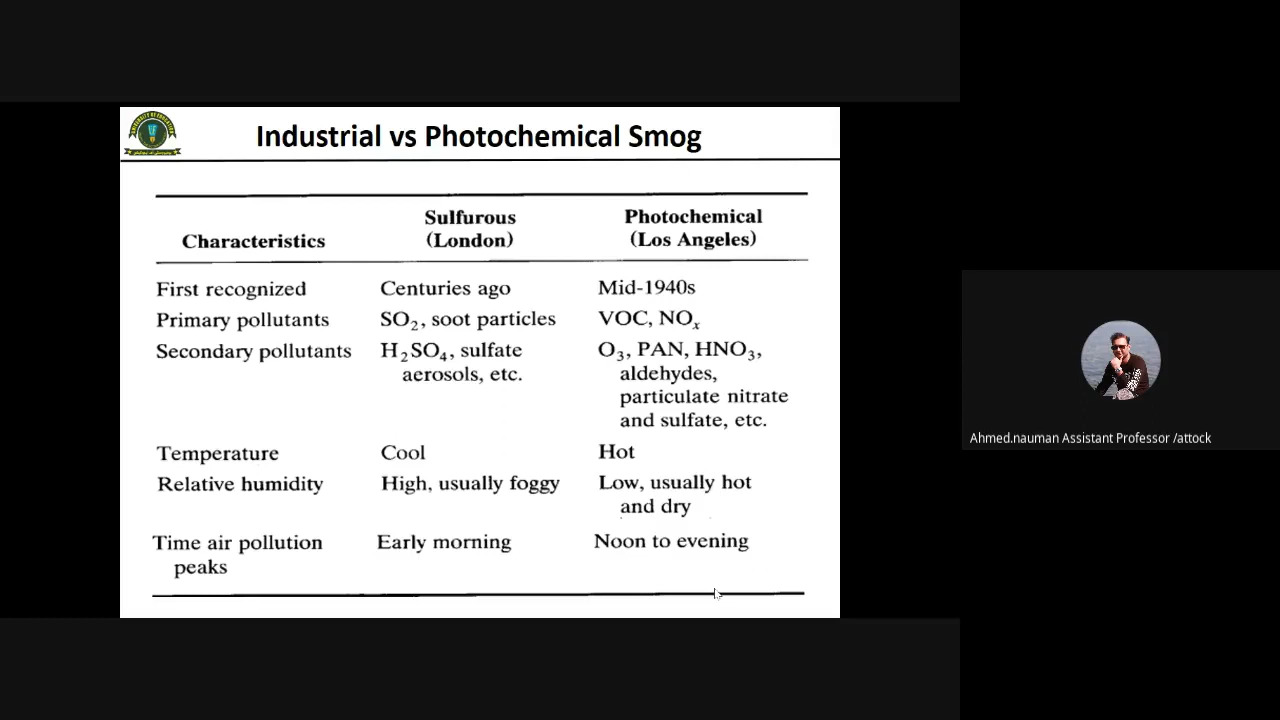 Industrial vs Photochemical Smog
Sulfurous Photochemical
Characteristics (London) (Los Angeles)
First recognized Centuries ago Mid-1940s
Primary pollutants SO₂, soot particles VOC, NOₓ
Secondary pollutants H₂SO₄, sulfate O₃, PAN, HNO₃,
aerosols, etc. aldehydes,
particulate nitrate
and sulfate, etc.
Temperature Cool Hot
Relative humidity High, usually foggy Low, usually hot
and dry
Time air pollution Early morning Noon to evening
peaks
Ahmed.nauman Assistant Professor /attock